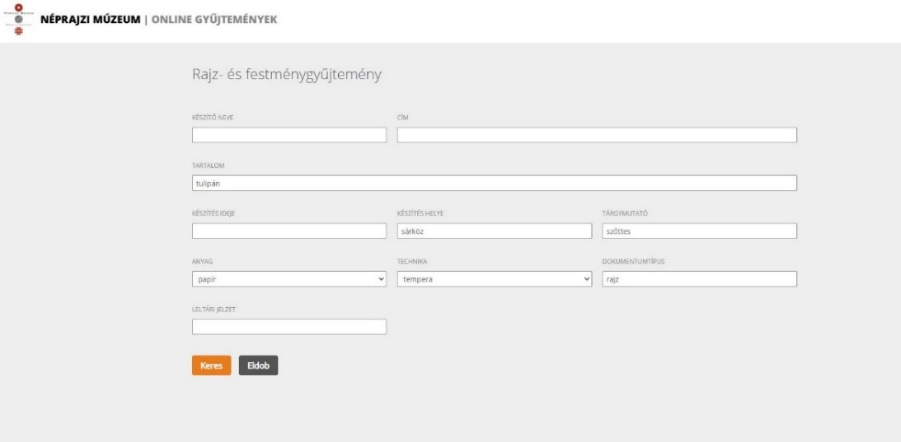 NÉPRAJZI MÚZEUM | ONLINE GYŰJTEMÉNYEK
Rajz- és festménygyűjtemény
KÉSZÍTŐ NEVE CÍM
TARTALOM
tulipán
KÉSZÍTÉS IDEJE KÉSZÍTÉS HELYE TÁRGYMUTATÓ
sárköz szőttes
ANYAG TECHNIKA DOKUMENTUMTÍPUS
papír tempera rajz
LELTÁRI JELZET
Keres Eldob